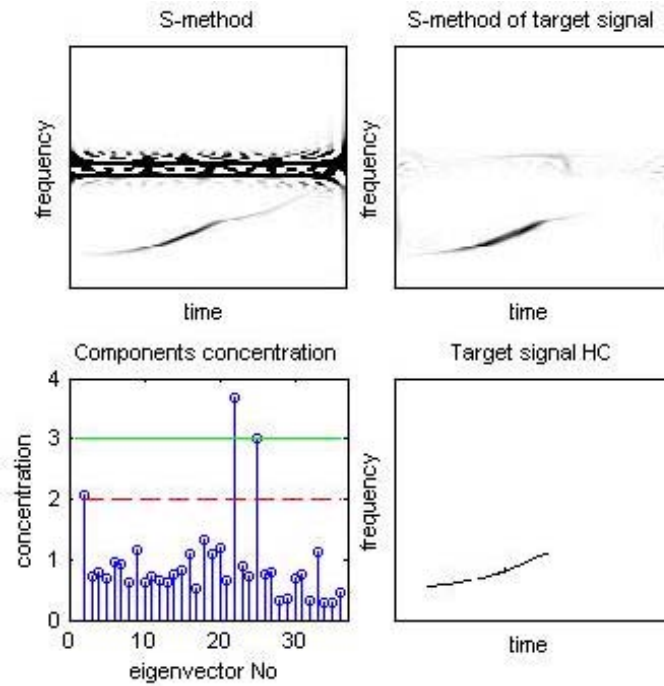 S-method
frequency
time
S-method of target signal
frequency
time
Components concentration
concentration
4
3
2
1
0
0
10
20
30
eigenvector No
Target signal HC
frequency
time